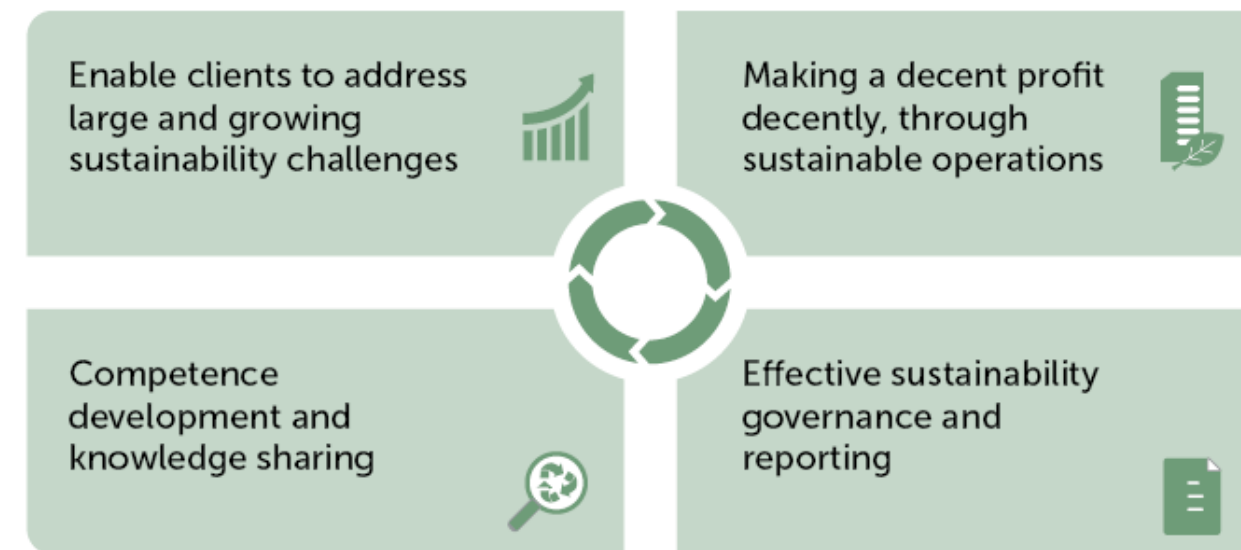 Enable clients to address
large and growing
sustainability challenges
Making a decent profit
decently, through
sustainable operations
Competence
development and
knowledge sharing
Effective sustainability
governance and
reporting